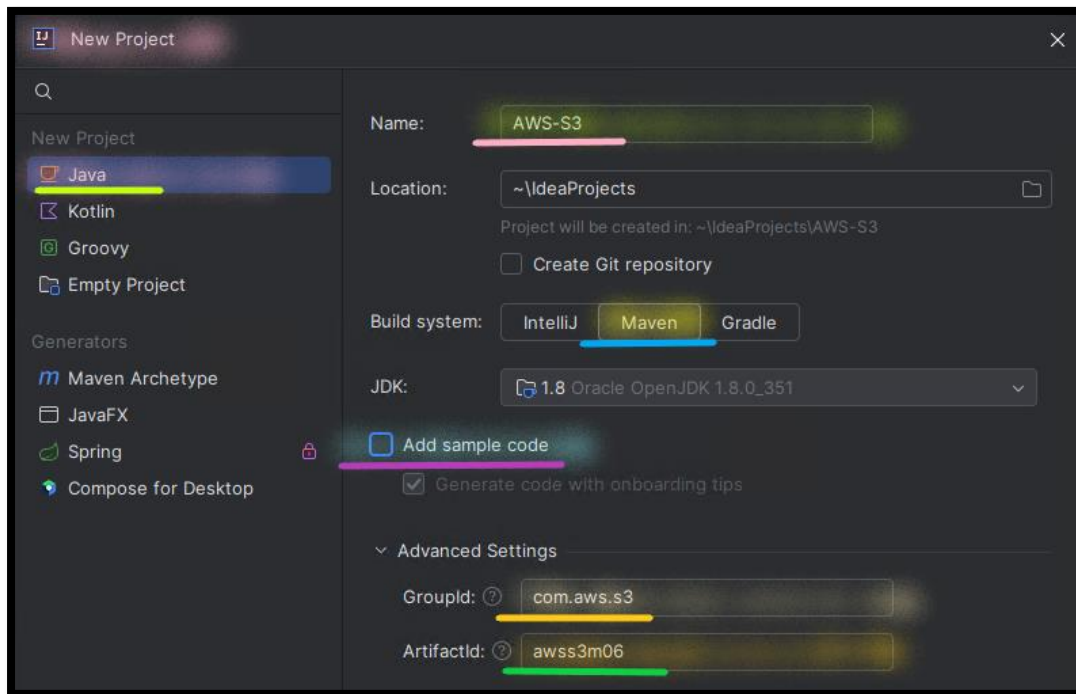 New Project
New Project
Java
Kotlin
Groovy
Empty Project
Generators
Maven Archetype
JavaFX
Spring
Compose for Desktop
Name: AWS-S3
Location: ~\IdeaProjects
Project will be created in: ~\IdeaProjects\AWS-S3
Create Git repository
Build system: IntelliJ Maven Gradle
JDK: 1.8 Oracle OpenJDK 1.8.0_351
Add sample code
Generate code with onboarding tips
Advanced Settings
GroupId: ? com.aws.s3
ArtifactId: ? awss3m06